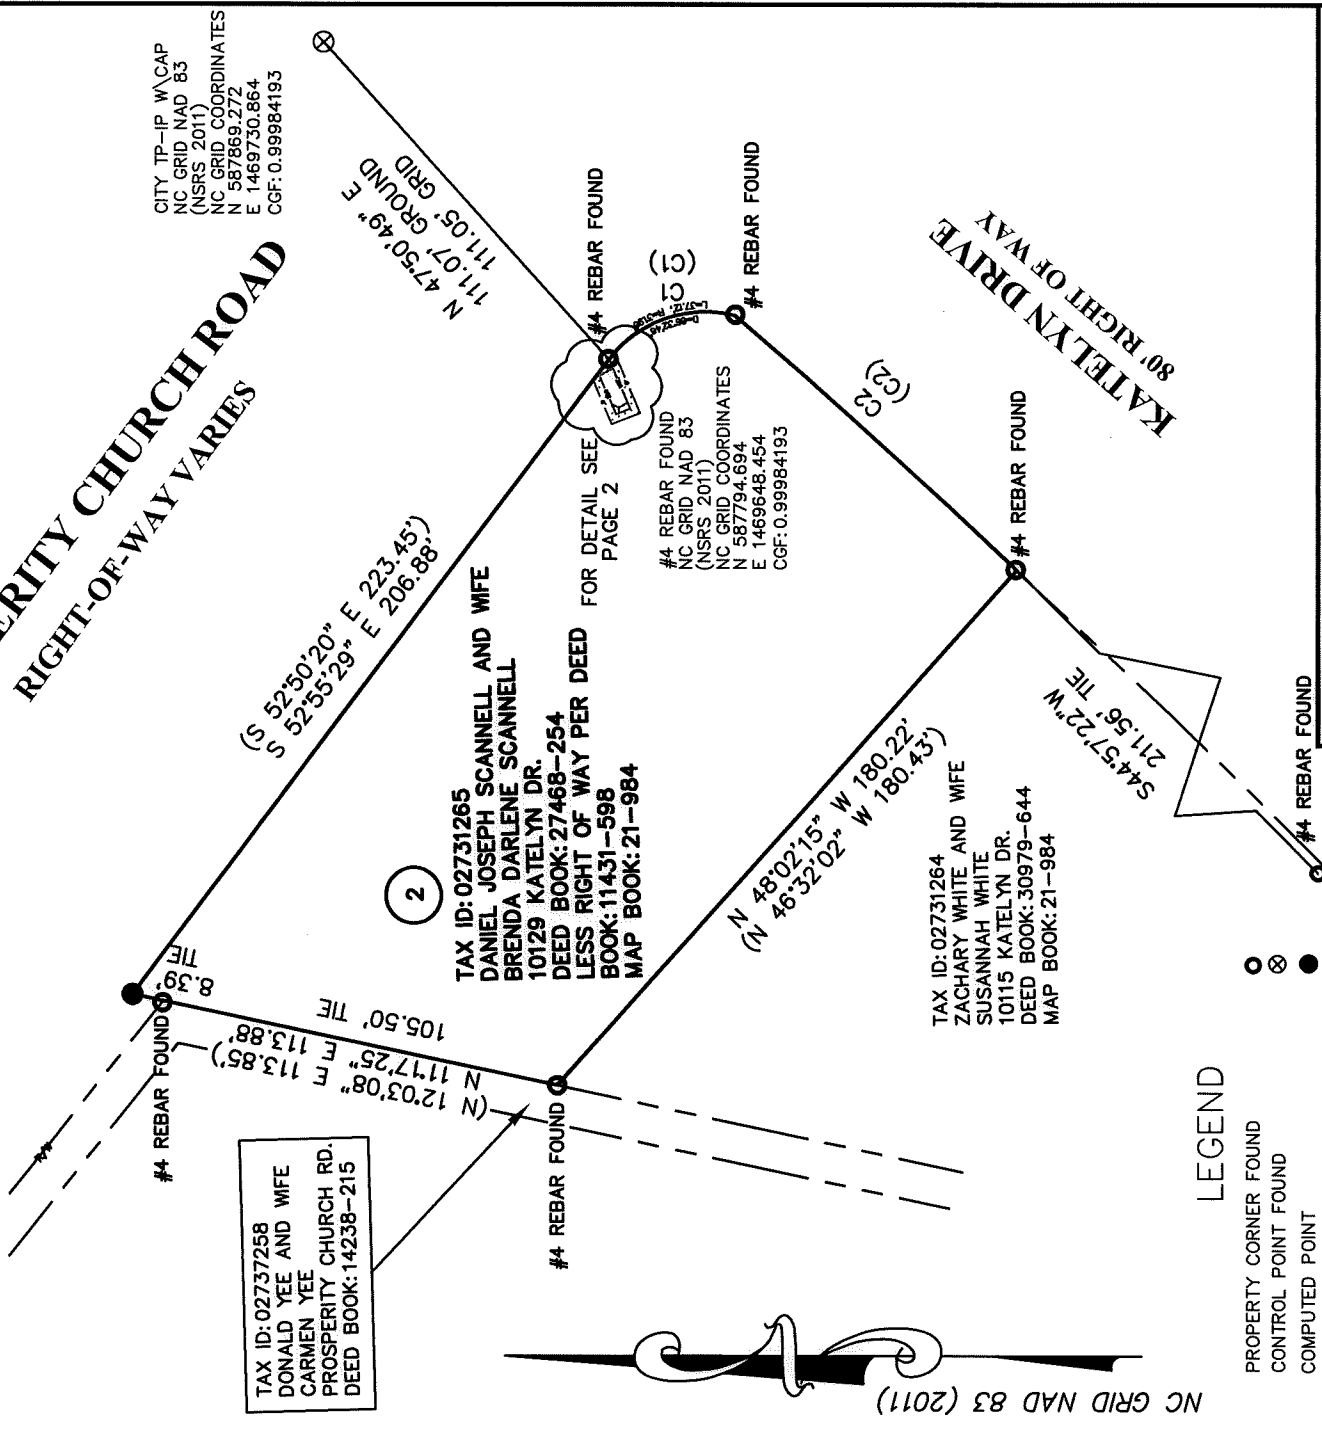 CITY TP-IP W\CAP
NC GRID NAD 83
(NSRS 2011)
NC GRID COORDINATES
N 587869.272
E 1469730.864
CGF: 0.99984193
ERITY CHURCH ROAD
RIGHT-OF-WAY VARIES
N 47°50'49" E
111.07' GROUND
111.05' GRID
#4 REBAR FOUND
C1
(C1)
#4 REBAR FOUND
KATELYN DRIVE
80' RIGHT OF WAY
(S 52°50'20" E 223.45')
S 52°55'29" E 206.88'
FOR DETAIL SEE
PAGE 2
#4 REBAR FOUND
NC GRID NAD 83
(NSRS 2011)
NC GRID COORDINATES
N 587794.694
E 1469648.454
CGF: 0.99984193
C2
(C2)
#4 REBAR FOUND
2
TAX ID: 02731265
DANIEL JOSEPH SCANNELL AND WIFE
BRENDA DARLENE SCANNELL
10129 KATELYN DR.
DEED BOOK: 27468-254
LESS RIGHT OF WAY PER DEED
BOOK: 11431-598
MAP BOOK: 21-984
8.39'
TIE
#4 REBAR FOUND
105.50' TIE
N 11°17'25" E 113.88'
(N 12°03'08" E 113.85')
#4 REBAR FOUND
N 48°02'15" W 180.22'
(N 46°32'02" W 180.43')
S44°57'22"W
211.56' TIE
#4 REBAR FOUND
TAX ID: 02731264
ZACHARY WHITE AND WIFE
SUSANNAH WHITE
10115 KATELYN DR.
DEED BOOK: 30979-644
MAP BOOK: 21-984
TAX ID: 02737258
DONALD YEE AND WIFE
CARMEN YEE
PROSPERITY CHURCH RD.
DEED BOOK: 14238-215
NC GRID NAD 83 (2011)
LEGEND
PROPERTY CORNER FOUND
CONTROL POINT FOUND
COMPUTED POINT